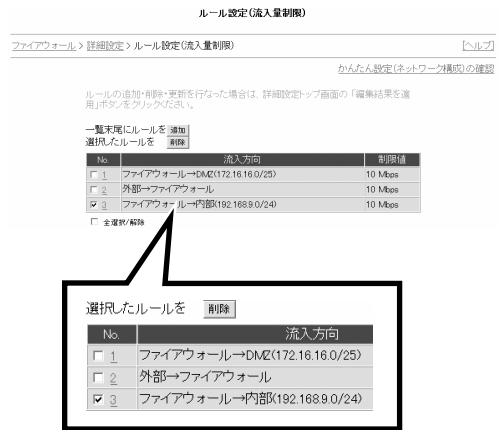 ルール設定(流入量制限)
ファイアウォール > 詳細設定 > ルール設定(流入量制限) [ヘルプ]
かんたん設定(ネットワーク構成)の確認
ルールの追加・削除・更新を行なった場合は、詳細設定トップ画面の「編集結果を適
用」ボタンをクリックください。
一覧末尾にルールを 追加
選択したルールを 削除
No. 流入方向 制限値
1 ファイアウォール→DMZ(172.16.16.0/25) 10 Mbps
2 外部→ファイアウォール 10 Mbps
3 ファイアウォール→内部(192.168.9.0/24) 10 Mbps
全選択/解除
選択したルールを 削除
No. 流入方向
1 ファイアウォール→DMZ(172.16.16.0/25)
2 外部→ファイアウォール
3 ファイアウォール→内部(192.168.9.0/24)